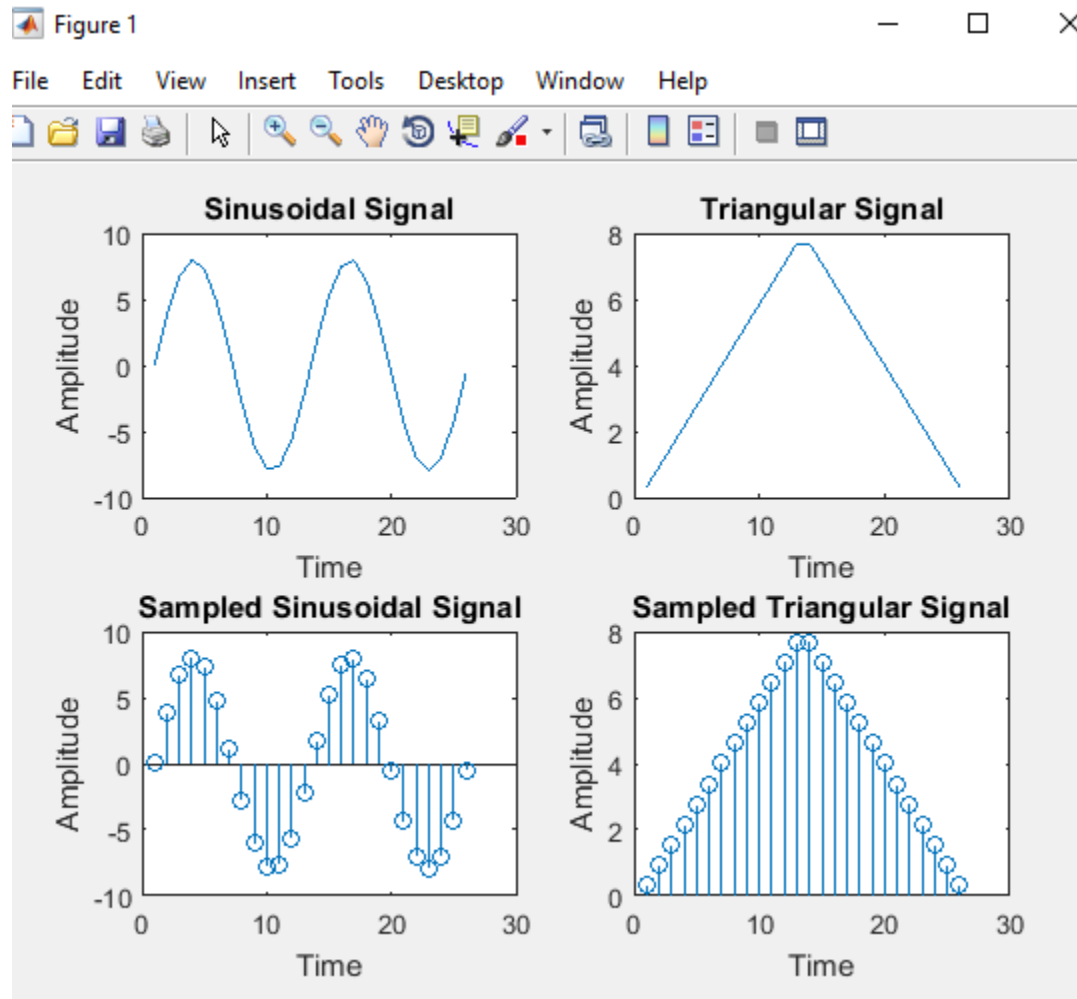 Figure 1
File Edit View Insert Tools Desktop Window Help
Sinusoidal Signal
Amplitude
10
5
0
-5
-10
0 10 20 30
Time
Triangular Signal
Amplitude
8
6
4
2
0
0 10 20 30
Time
Sampled Sinusoidal Signal
Amplitude
10
5
0
-5
-10
0 10 20 30
Time
Sampled Triangular Signal
Amplitude
8
6
4
2
0
0 10 20 30
Time